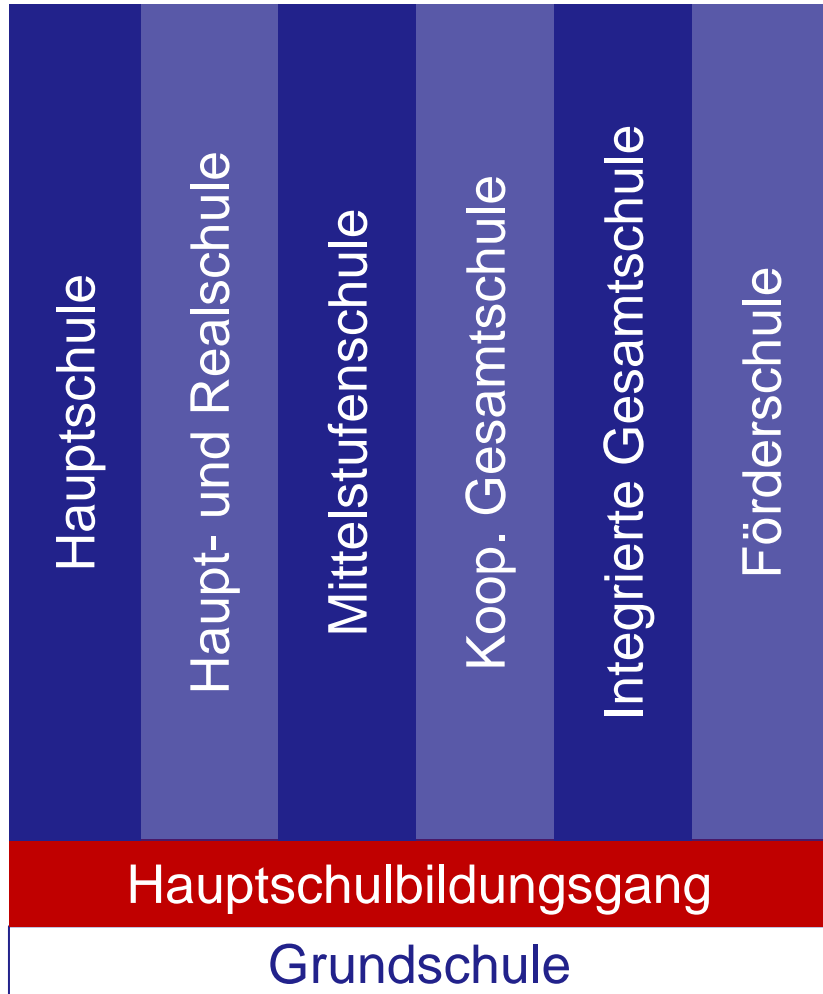 Hauptschule
Haupt- und Realschule
Mittelstufenschule
Koop. Gesamtschule
Integrierte Gesamtschule
Förderschule
Hauptschulbildungsgang
Grundschule